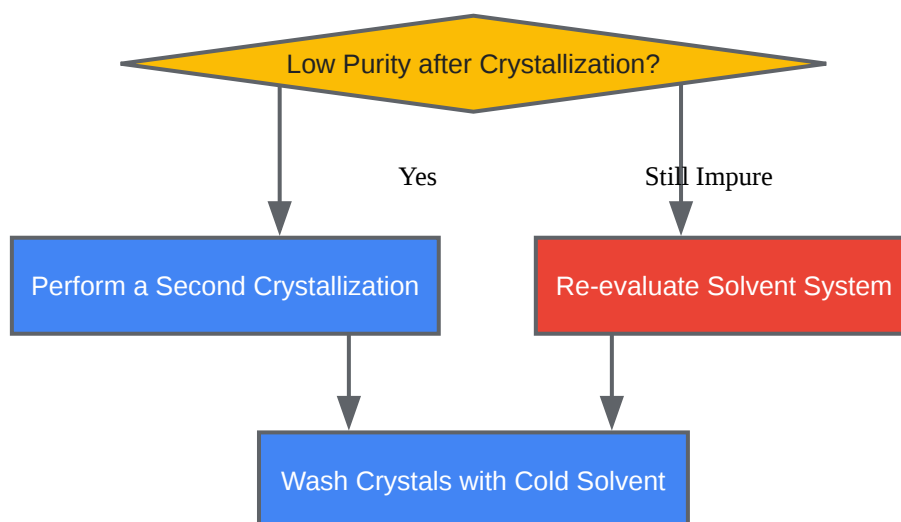 Low Purity after Crystallization?
Yes
Still Impure
Perform a Second Crystallization
Re-evaluate Solvent System
Wash Crystals with Cold Solvent